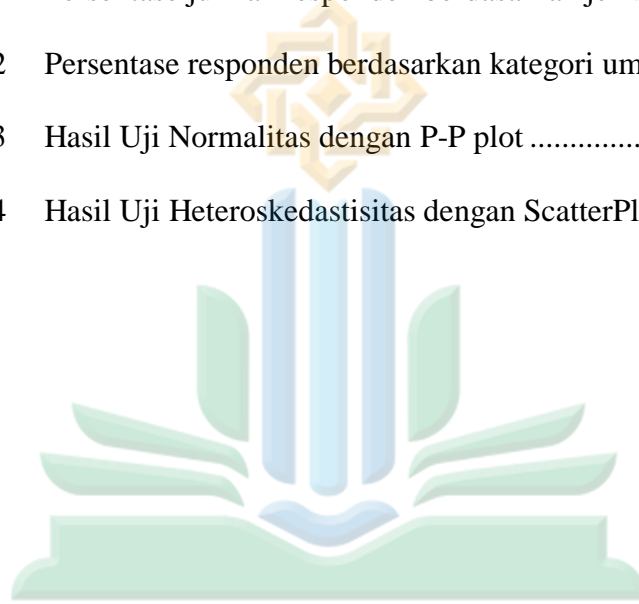 2 Persentase responden berdasarkan kategori um
3 Hasil Uji Normalitas dengan P-P plot ...............
4 Hasil Uji Heteroskedastisitas dengan ScatterPl